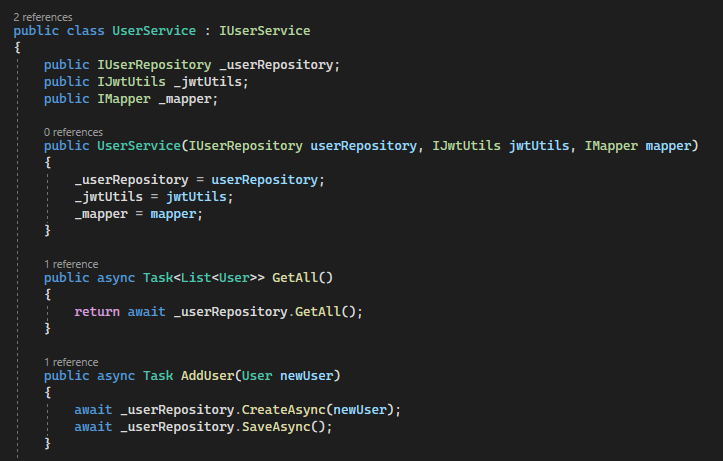 2 references
public class UserService : IUserService
{
public IUserRepository _userRepository;
public IJwtUtils _jwtUtils;
public IMapper _mapper;
0 references
public UserService(IUserRepository userRepository, IJwtUtils jwtUtils, IMapper mapper)
{
_userRepository = userRepository;
_jwtUtils = jwtUtils;
_mapper = mapper;
}
1 reference
public async Task<List<User>> GetAll()
{
return await _userRepository.GetAll();
}
1 reference
public async Task AddUser(User newUser)
{
await _userRepository.CreateAsync(newUser);
await _userRepository.SaveAsync();
}